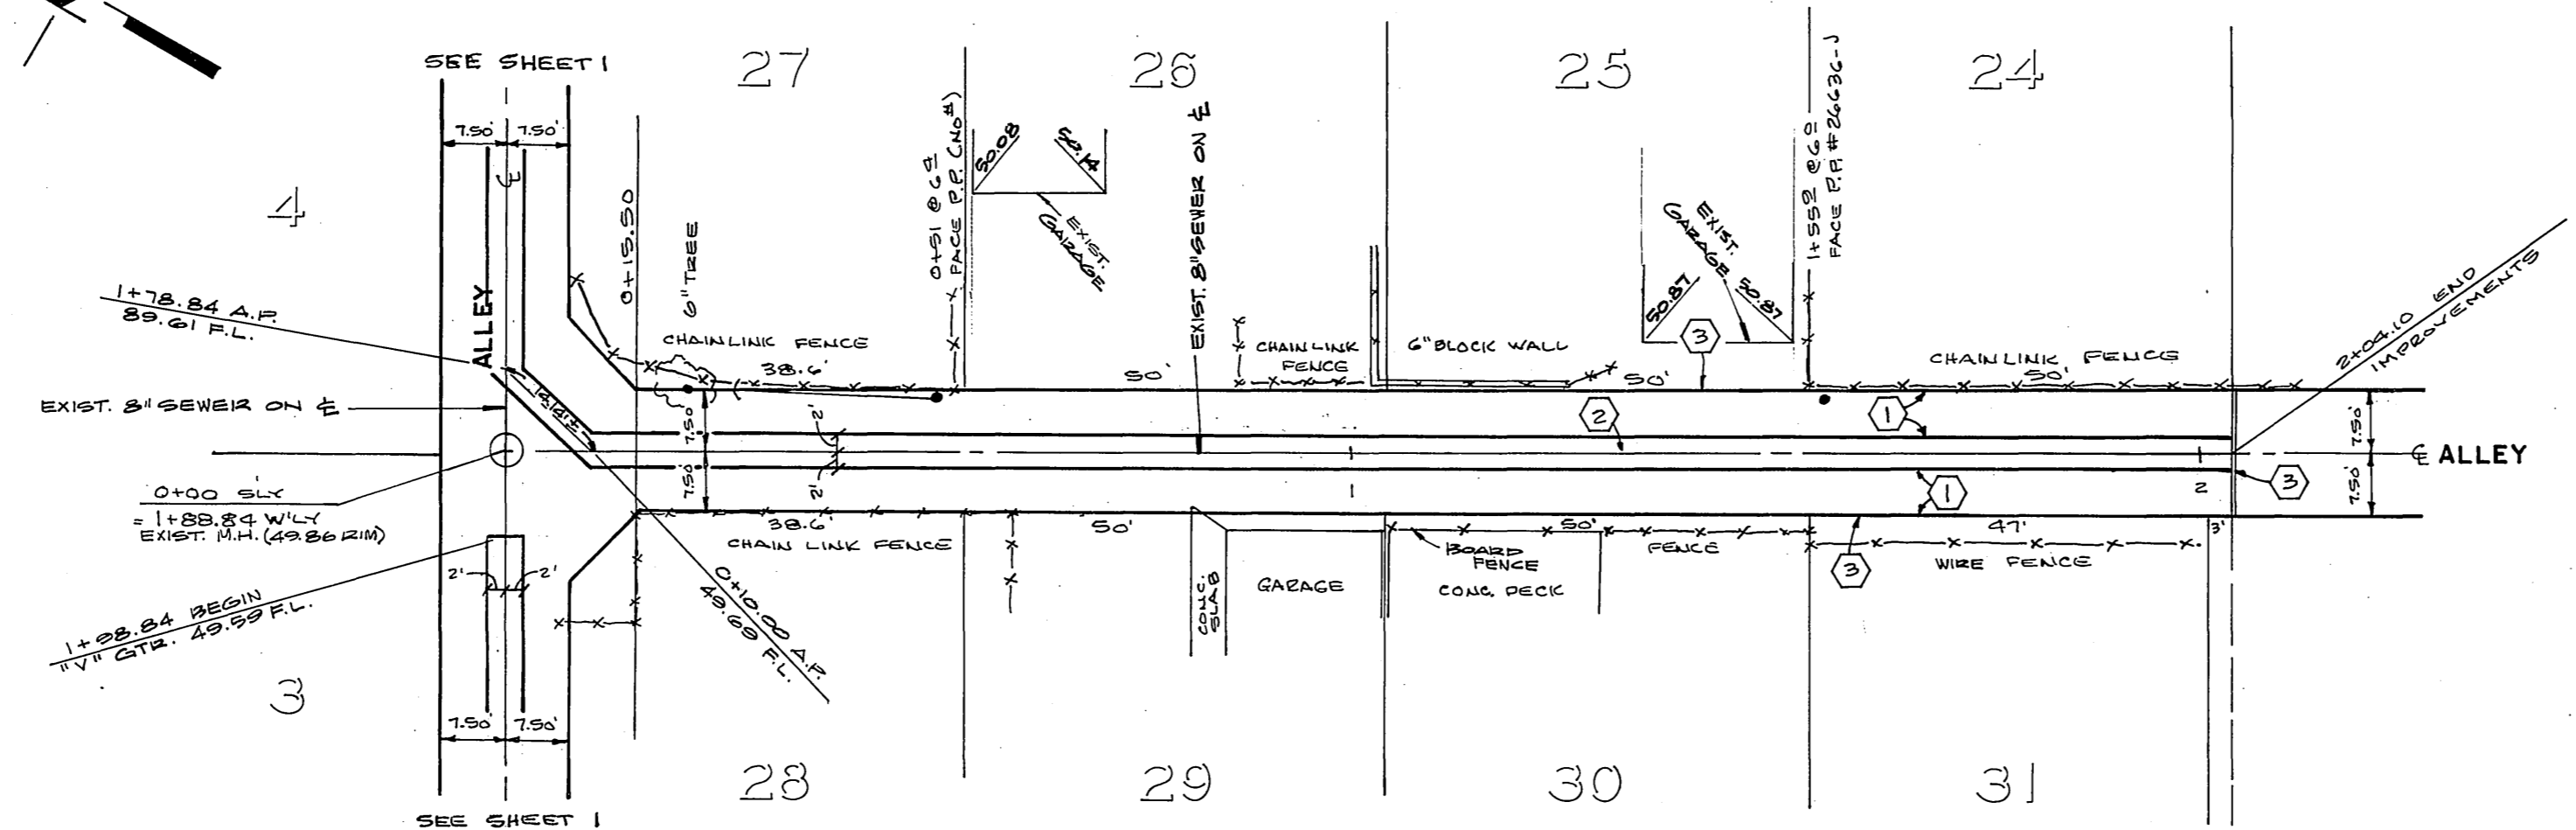 SEE SHEET 1
27
26
25
24
7.50' 7.50'
4
℄
ALLEY
0+15.50
6" TREE
0+51 @ 6
FACE P.P. (NO #)
50.08
50.14
EXIST.
GARAGE
EXIST. 8" SEWER ON ℄
EXIST.
GARAGE
50.87
50.87
3
FACE P.P. #26636-J
1+78.84 A.P.
89.61 F.L.
CHAINLINK FENCE
38.6'
50'
CHAINLINK
FENCE
6" BLOCK WALL
50'
CHAINLINK FENCE
50'
2+04.10 END
IMPROVEMENTS
EXIST. 8" SEWER ON ℄
14.14'±
7.50'
7.50'
2'
2'
2
1
1
1
1
2
3
7.50'
7.50'
℄ ALLEY
0+00 SLY
= 1+88.84 W'LY
EXIST. M.H. (49.86 RIM)
38.6'
CHAIN LINK FENCE
50'
50'
47'
3'
BOARD
FENCE
FENCE
3
WIRE FENCE
CONC.
SLAB
GARAGE
CONC. DECK
2' 2'
1+98.84 BEGIN
"V" GTR. 49.59 F.L.
0+10.00 A.P.
49.69 F.L.
3
7.50' 7.50'
28
29
30
31
SEE SHEET 1